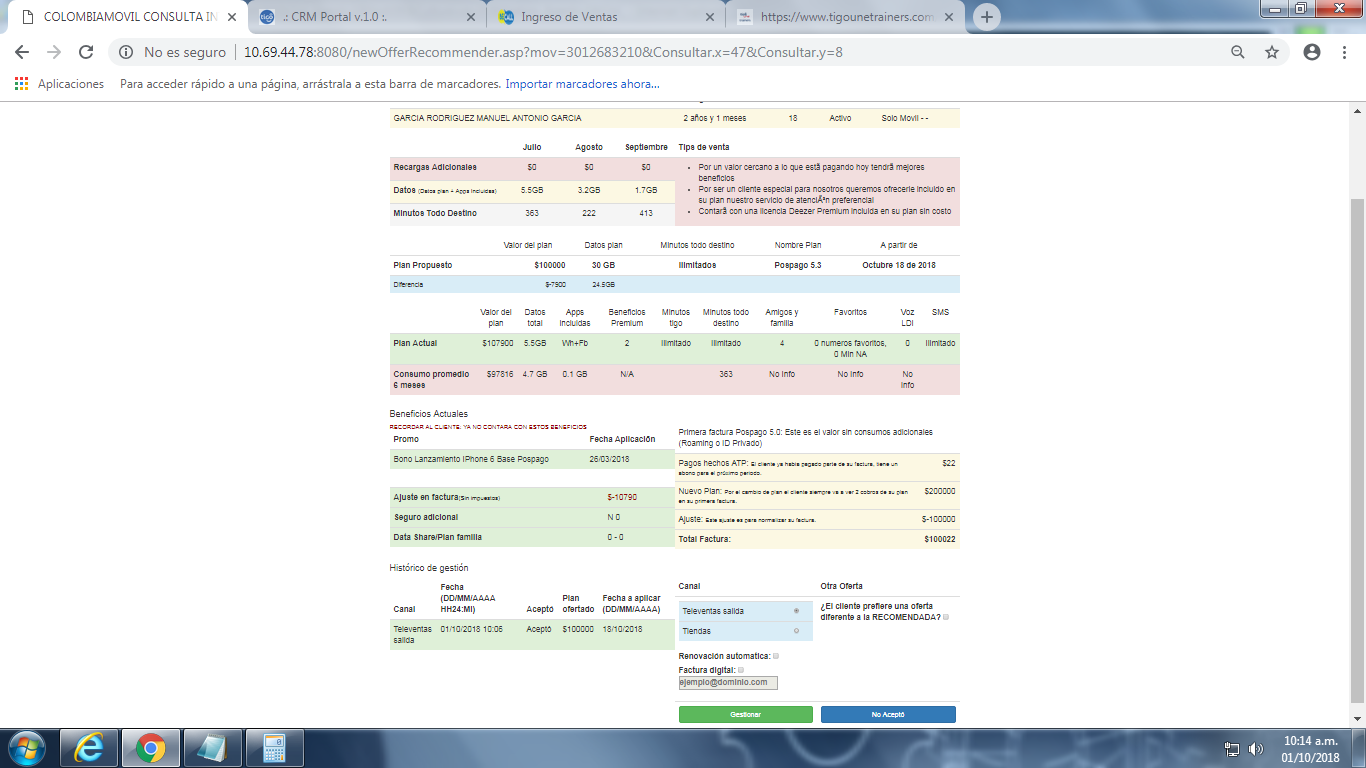 COLOMBIAMOVIL CONSULTA IN
.: CRM Portal v.1.0 :.
Ingreso de Ventas
https://www.tigounetrainers.com
No es seguro
10.69.44.78:8080/newOfferRecommender.asp?mov=3012683210&Consultar.x=47&Consultar.y=8
Aplicaciones
Para acceder rápido a una página, arrástrala a esta barra de marcadores. Importar marcadores ahora...
GARCIA RODRIGUEZ MANUEL ANTONIO GARCIA 2 años y 1 meses 18 Activo Solo Movil - -
Julio Agosto Septiembre Tips de venta
Recargas Adicionales $0 $0 $0
Datos (Datos plan + Apps incluidas) 5.5GB 3.2GB 1.7GB
Minutos Todo Destino 363 222 413
Por un valor cercano a lo que está pagando hoy tendrá mejores
beneficios
Por ser un cliente especial para nosotros queremos ofrecerle incluido en
su plan nuestro servicio de atenciÃ³n preferencial
Contará con una licencia Deezer Premium incluida en su plan sin costo
Valor del plan Datos plan Minutos todo destino Nombre Plan A partir de
Plan Propuesto $100000 30 GB Ilimitados Pospago 5.3 Octubre 18 de 2018
Diferencia $-7900 24.5GB
Valor del plan Datos total Apps incluidas Beneficios Premium Minutos tigo Minutos todo destino Amigos y familia Favoritos Voz LDI SMS
Plan Actual $107900 5.5GB Wh+Fb 2 Ilimitado Ilimitado 4 0 numeros favoritos, 0 Min NA 0 Ilimitado
Consumo promedio 6 meses $97816 4.7 GB 0.1 GB N/A 363 No Info No Info No Info
Beneficios Actuales
RECORDAR AL CLIENTE: YA NO CONTARA CON ESTOS BENEFICIOS
Promo Fecha Aplicación
Bono Lanzamiento IPhone 6 Base Pospago 26/03/2018
Ajuste en factura(Sin impuestos) $-10790
Seguro adicional N 0
Data Share/Plan familia 0 - 0
Primera factura Pospago 5.0: Este es el valor sin consumos adicionales
(Roaming o ID Privado)
Pagos hechos ATP: El cliente ya había pagado parte de su factura, tiene un $22
abono para el próximo periodo.
Nuevo Plan: Por el cambio de plan el cliente siempre va a ver 2 cobros de su plan $200000
en su primera factura.
Ajuste: Este ajuste es para normalizar su factura. $-100000
Total Factura: $100022
Histórico de gestión
Canal Fecha (DD/MM/AAAA HH24:MI) Aceptó Plan ofertado Fecha a aplicar (DD/MM/AAAA)
Televentas salida 01/10/2018 10:06 Aceptó $100000 18/10/2018
Canal Otra Oferta
Televentas salida
Tiendas
¿El cliente prefiere una oferta
diferente a la RECOMENDADA?
Renovación automatica:
Factura digital:
ejemplo@dominio.com
Gestionar No Aceptó
10:14 a.m.
01/10/2018